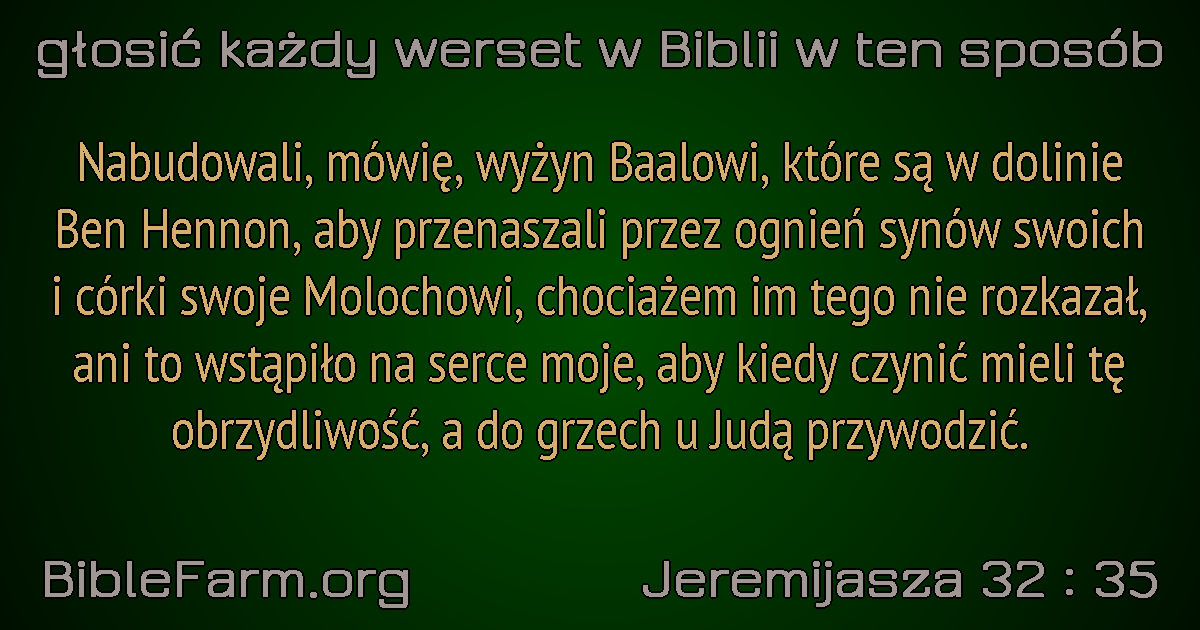 głosić każdy werset w Biblii w ten sposób
Nabudowali, mówię, wyżyn Baalowi, które są w dolinie
Ben Hennon, aby przenaszali przez ognień synów swoich
i córki swoje Molochowi, chociażem im tego nie rozkazał,
ani to wstąpiło na serce moje, aby kiedy czynić mieli tę
obrzydliwość, a do grzech u Judą przywodzić.
BibleFarm.org
Jeremijasza 32 : 35